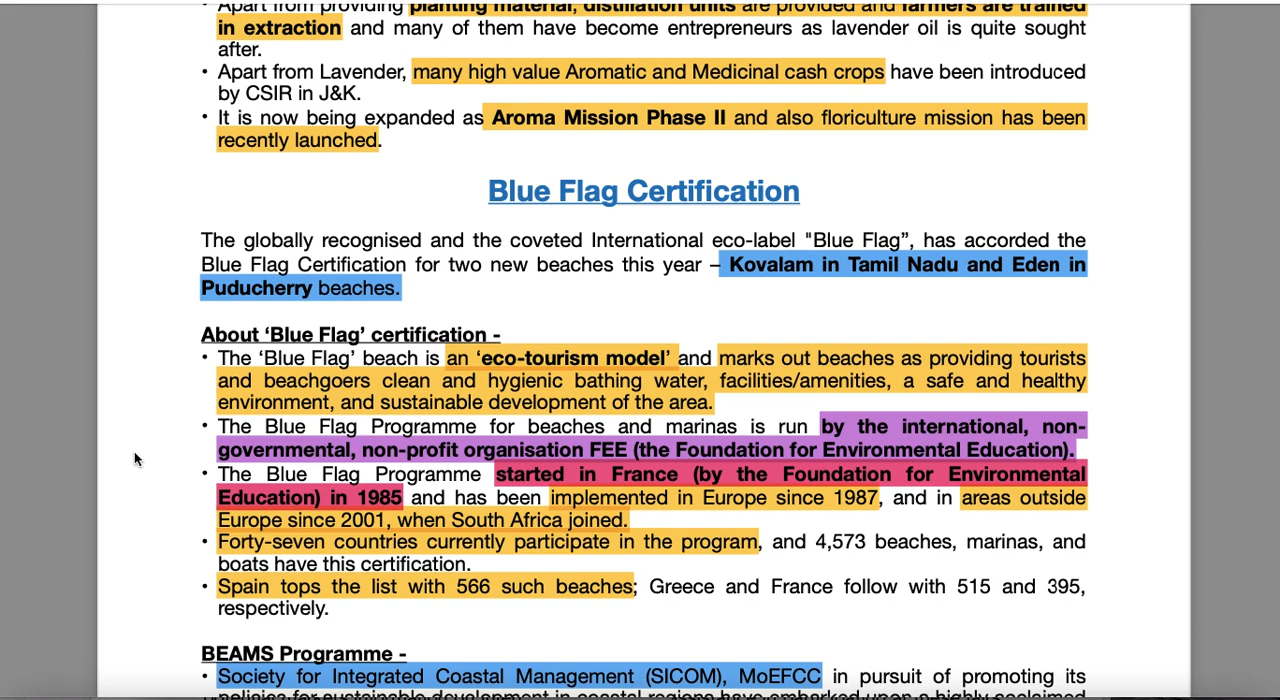 Apart from providing planting material, distillation units are provided and farmers are trained
in extraction and many of them have become entrepreneurs as lavender oil is quite sought
after.
• Apart from Lavender, many high value Aromatic and Medicinal cash crops have been introduced
by CSIR in J&K.
• It is now being expanded as Aroma Mission Phase II and also floriculture mission has been
recently launched.
Blue Flag Certification
The globally recognised and the coveted International eco-label "Blue Flag”, has accorded the
Blue Flag Certification for two new beaches this year – Kovalam in Tamil Nadu and Eden in
Puducherry beaches.
About ‘Blue Flag’ certification -
• The ‘Blue Flag’ beach is an ‘eco-tourism model’ and marks out beaches as providing tourists
and beachgoers clean and hygienic bathing water, facilities/amenities, a safe and healthy
environment, and sustainable development of the area.
• The Blue Flag Programme for beaches and marinas is run by the international, non-
governmental, non-profit organisation FEE (the Foundation for Environmental Education).
• The Blue Flag Programme started in France (by the Foundation for Environmental
Education) in 1985 and has been implemented in Europe since 1987, and in areas outside
Europe since 2001, when South Africa joined.
• Forty-seven countries currently participate in the program, and 4,573 beaches, marinas, and
boats have this certification.
• Spain tops the list with 566 such beaches; Greece and France follow with 515 and 395,
respectively.
BEAMS Programme -
• Society for Integrated Coastal Management (SICOM), MoEFCC in pursuit of promoting its
policies for sustainable development in coastal regions have embarked upon a highly acclaimed